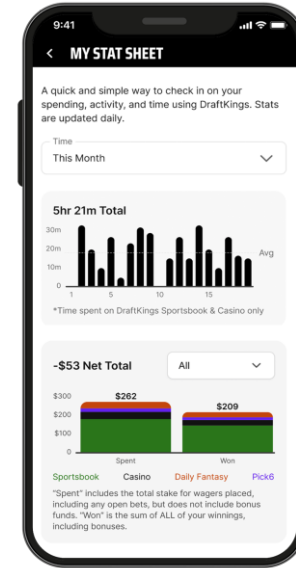 9:41
MY STAT SHEET
A quick and simple way to check in on your
spending, activity, and time using DraftKings. Stats
are updated daily.
Time
This Month
5hr 21m Total
30m
20m
Avg
10m
0
1 5 10 15
*Time spent on DraftKings Sportsbook & Casino only
-$53 Net Total
All
$300
$262
$209
$200
$100
0
Spent Won
Sportsbook Casino Daily Fantasy Pick6
"Spent" includes the total stake for wagers placed,
including any open bets, but does not include bonus
funds. "Won" is the sum of ALL of your winnings,
including bonuses.